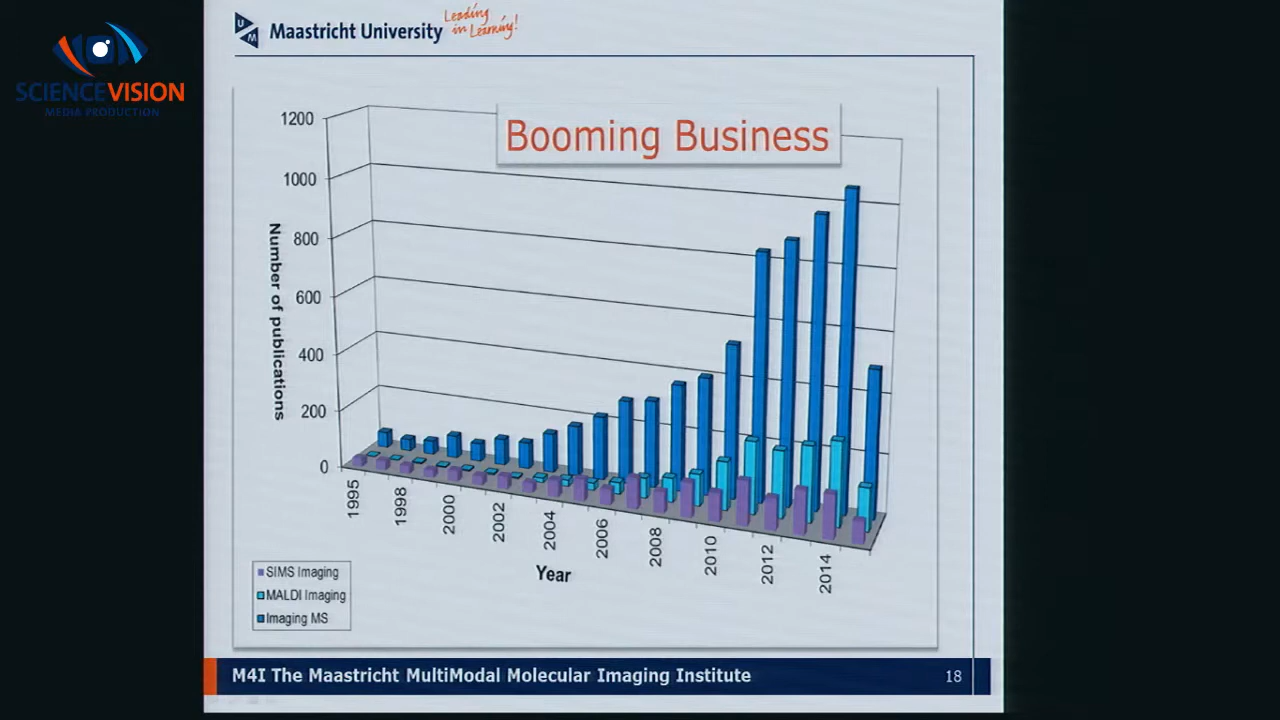 SCIENCEVISION
MEDIA PRODUCTION
U
M
Maastricht University
Leading
in Learning!
Booming Business
1200
1000
800
600
400
200
0
Number of publications
1995
1998
2000
2002
2004
2006
2008
2010
2012
2014
Year
SIMS Imaging
MALDI Imaging
Imaging MS
M4I The Maastricht MultiModal Molecular Imaging Institute
18